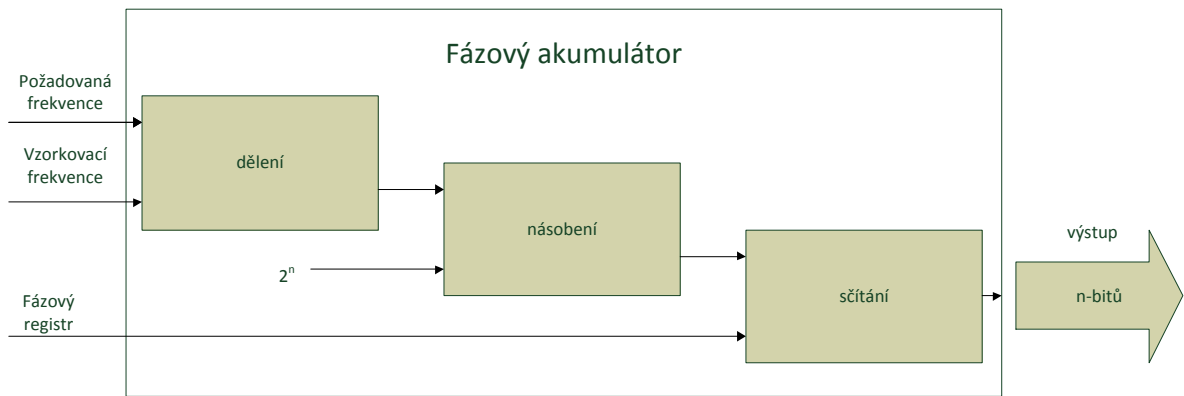 Fázový akumulátor
Požadovaná
frekvence
Vzorkovací
frekvence
dělení
násobení
2ⁿ
Fázový
registr
sčítání
výstup
n-bitů